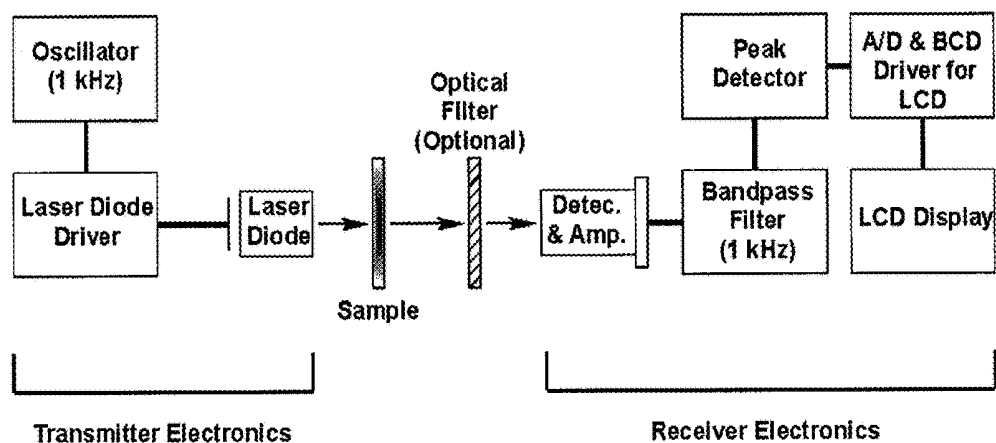 Oscillator
(1 kHz)
Laser Diode
Driver
Laser
Diode
Sample
Optical
Filter
(Optional)
Detec.
& Amp.
Bandpass
Filter
(1 kHz)
Peak
Detector
A/D & BCD
Driver for
LCD
LCD Display
Transmitter Electronics
Receiver Electronics